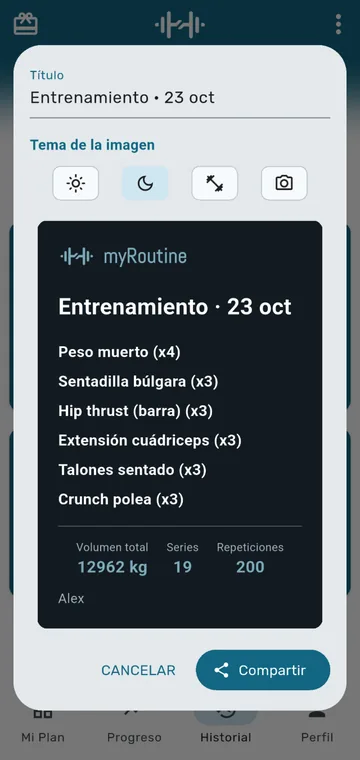 Título
Entrenamiento • 23 oct
Tema de la imagen
myRoutine
Entrenamiento · 23 oct
Peso muerto (x4)
Sentadilla búlgara (x3)
Hip thrust (barra) (x3)
Extensión cuádriceps (x3)
Talones sentado (x3)
Crunch polea (x3)
Volumen total Series Repeticiones
12962 kg 19 200
Alex
CANCELAR Compartir
Mi Plan Progreso Historial Perfil